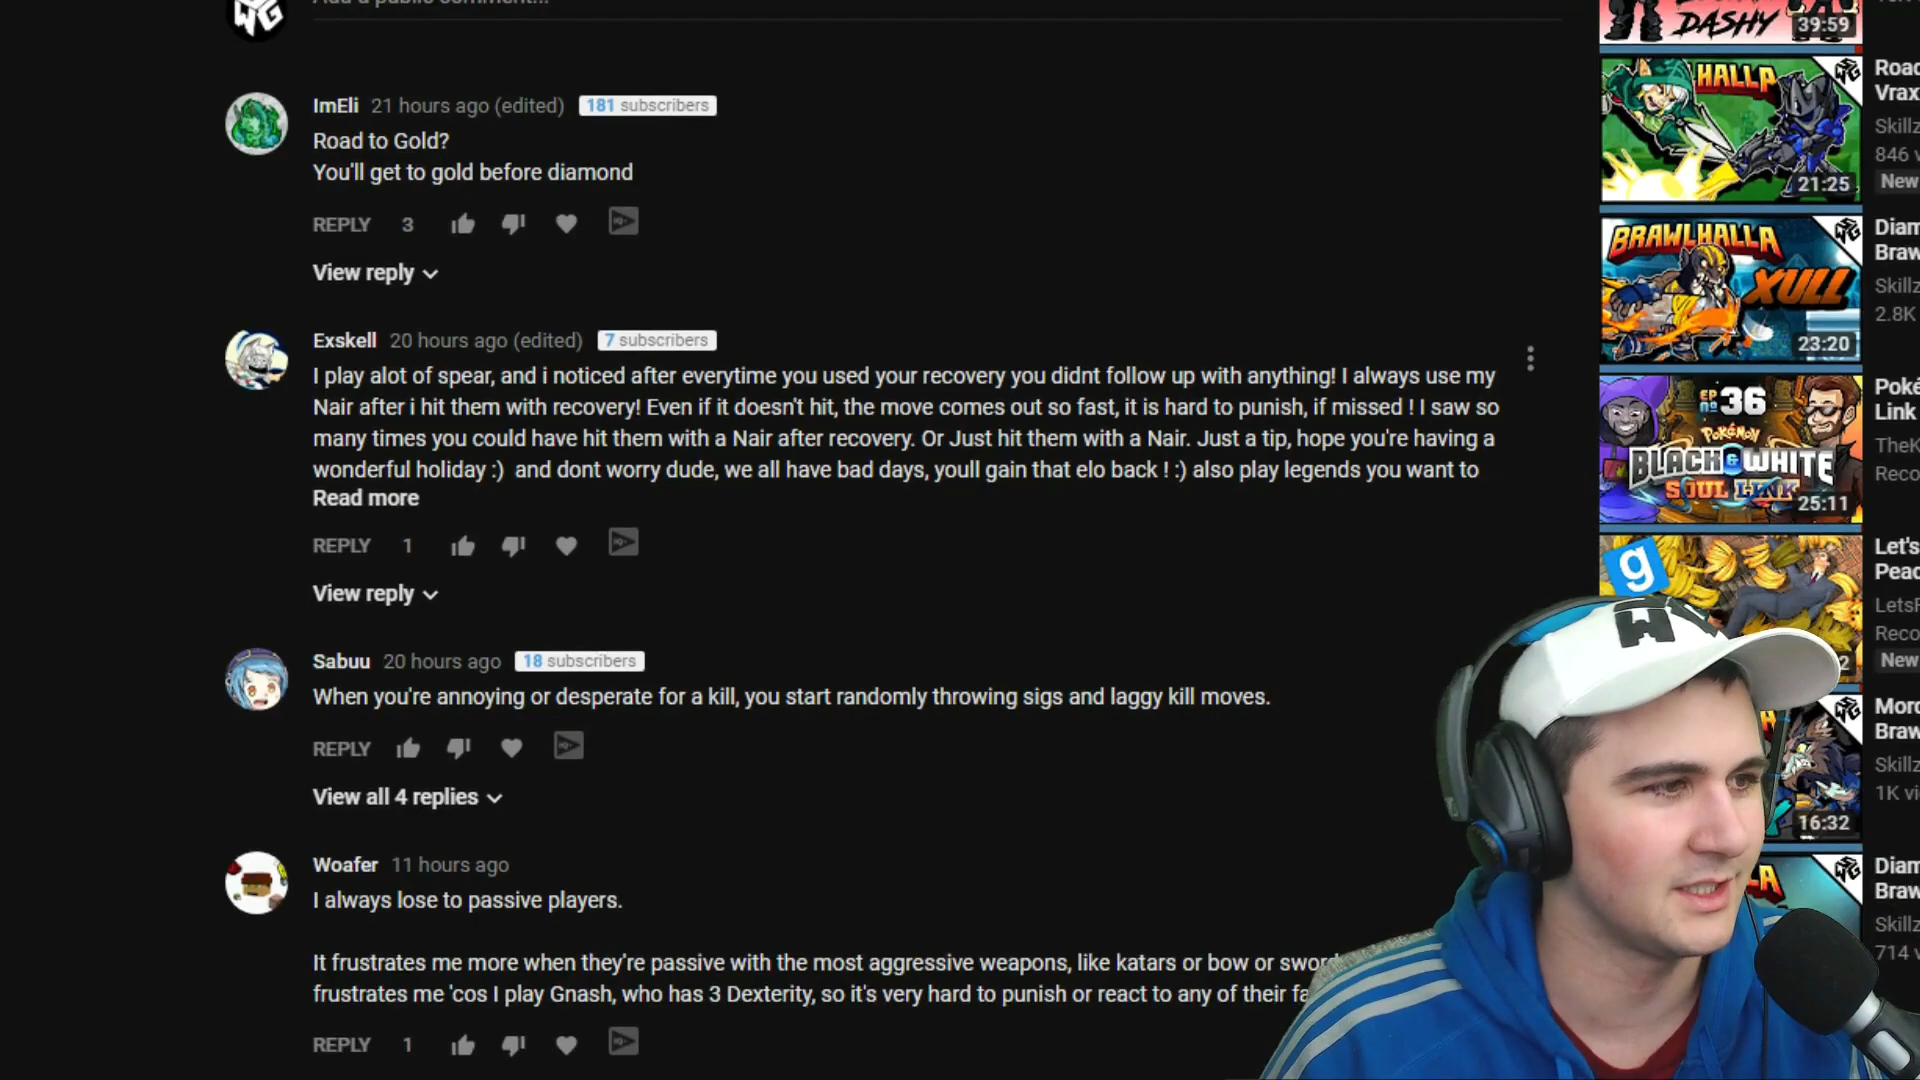 Add a public comment...
ImEli 21 hours ago (edited) 181 subscribers
Road to Gold?
You'll get to gold before diamond
REPLY 3
View reply
Exskell 20 hours ago (edited) 7 subscribers
I play alot of spear, and i noticed after everytime you used your recovery you didnt follow up with anything! I always use my
Nair after i hit them with recovery! Even if it doesn't hit, the move comes out so fast, it is hard to punish, if missed ! I saw so
many times you could have hit them with a Nair after recovery. Or Just hit them with a Nair. Just a tip, hope you're having a
wonderful holiday :) and dont worry dude, we all have bad days, youll gain that elo back ! :) also play legends you want to
Read more
REPLY 1
View reply
Sabuu 20 hours ago 18 subscribers
When you're annoying or desperate for a kill, you start randomly throwing sigs and laggy kill moves.
REPLY
View all 4 replies
Woafer 11 hours ago
I always lose to passive players.
It frustrates me more when they're passive with the most aggressive weapons, like katars or bow or sword
frustrates me 'cos I play Gnash, who has 3 Dexterity, so it's very hard to punish or react to any of their fa
REPLY 1
DASHY
39:59
HALLA
21:25
Road
Vrax
Skillz
846 v
New
BRAWLHALLA
XULL
23:20
Diam
Braw
Skillz
2.8K
EP Nº 36
POKéMON
BLACK & WHITE
SOUL LINK
25:11
Poké
Link
TheK
Reco
g
Let's
Peac
LetsP
Reco
New
16:32
Mord
Braw
Skillz
1K vi
LA
Diam
Braw
Skillz
714 v
WG